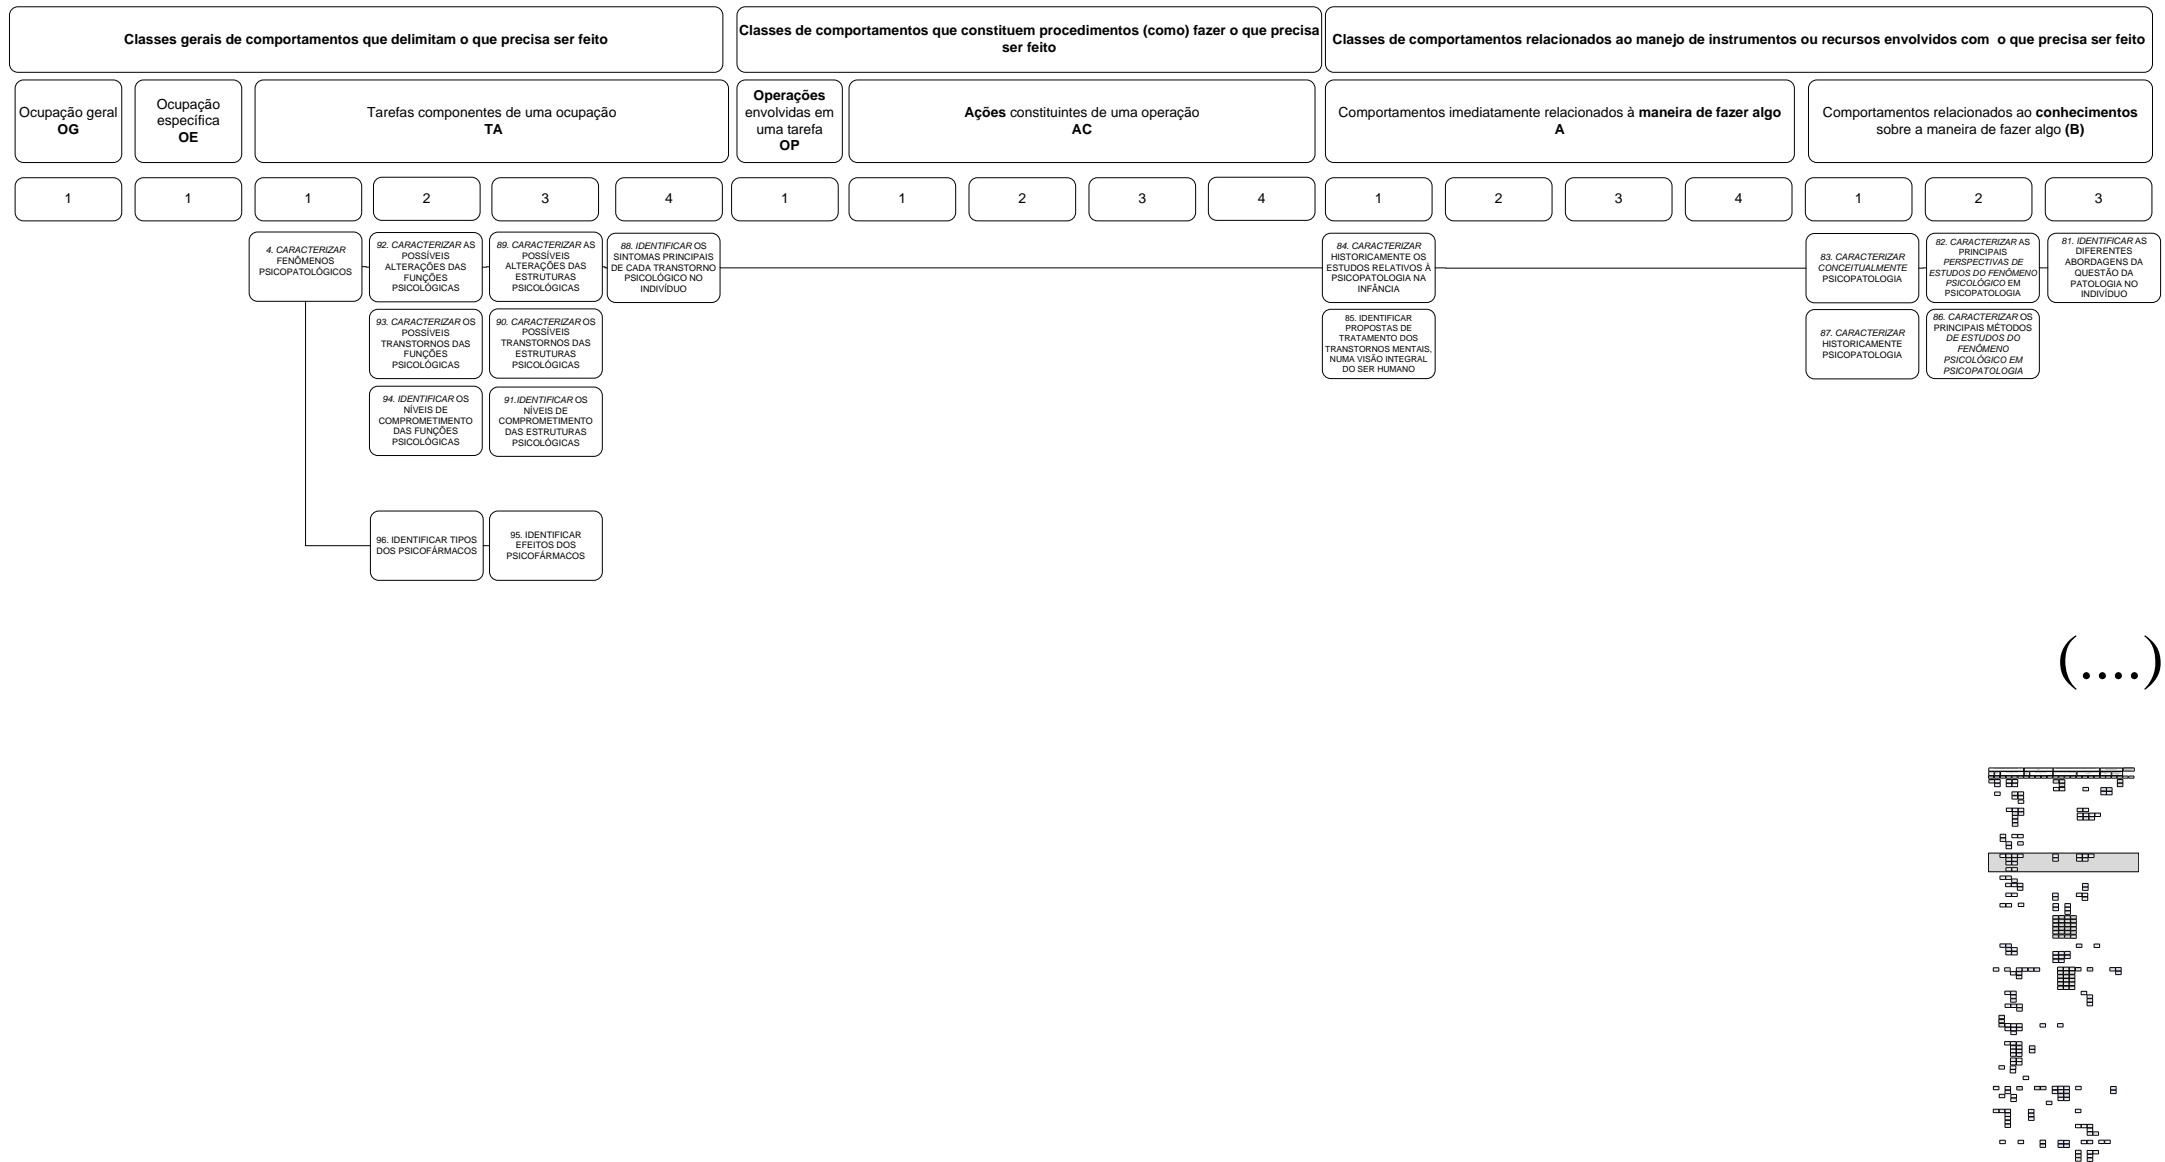 Classes gerais de comportamentos que delimitam o que precisa ser feito
Classes de comportamentos que constituem procedimentos (como) fazer o que precisa
ser feito
Classes de comportamentos relacionados ao manejo de instrumentos ou recursos envolvidos com o que precisa ser feito
Ocupação geral
OG
Ocupação
específica
OE
Tarefas componentes de uma ocupação
TA
Operações
envolvidas em
uma tarefa
OP
Ações constituintes de uma operação
AC
Comportamentos imediatamente relacionados à maneira de fazer algo
A
Comportamentos relacionados ao conhecimentos
sobre a maneira de fazer algo (B)
1
1
1
2
3
4
1
1
2
3
4
1
2
3
4
1
2
3
4. CARACTERIZAR
FENÔMENOS
PSICOPATOLÓGICOS
92. CARACTERIZAR AS
POSSÍVEIS
ALTERAÇÕES DAS
FUNÇÕES
PSICOLÓGICAS
89. CARACTERIZAR AS
POSSÍVEIS
ALTERAÇÕES DAS
ESTRUTURAS
PSICOLÓGICAS
88. IDENTIFICAR OS
SINTOMAS PRINCIPAIS
DE CADA TRANSTORNO
PSICOLÓGICO NO
INDIVÍDUO
84. CARACTERIZAR
HISTORICAMENTE OS
ESTUDOS RELATIVOS À
PSICOPATOLOGIA NA
INFÂNCIA
83. CARACTERIZAR
CONCEITUALMENTE
PSICOPATOLOGIA
82. CARACTERIZAR AS
PRINCIPAIS
PERSPECTIVAS DE
ESTUDOS DO FENÔMENO
PSICOLÓGICO EM
PSICOPATOLOGIA
81. IDENTIFICAR AS
DIFERENTES
ABORDAGENS DA
QUESTÃO DA
PATOLOGIA NO
INDIVÍDUO
93. CARACTERIZAR OS
POSSÍVEIS
TRANSTORNOS DAS
FUNÇÕES
PSICOLÓGICAS
90. CARACTERIZAR OS
POSSÍVEIS
TRANSTORNOS DAS
ESTRUTURAS
PSICOLÓGICAS
85. IDENTIFICAR
PROPOSTAS DE
TRATAMENTO DOS
TRANSTORNOS MENTAIS,
NUMA VISÃO INTEGRAL
DO SER HUMANO
87. CARACTERIZAR
HISTORICAMENTE
PSICOPATOLOGIA
86. CARACTERIZAR OS
PRINCIPAIS MÉTODOS
DE ESTUDOS DO
FENÔMENO
PSICOLÓGICO EM
PSICOPATOLOGIA
94. IDENTIFICAR OS
NÍVEIS DE
COMPROMETIMENTO
DAS FUNÇÕES
PSICOLÓGICAS
91.IDENTIFICAR OS
NÍVEIS DE
COMPROMETIMENTO
DAS ESTRUTURAS
PSICOLÓGICAS
96. IDENTIFICAR TIPOS
DOS PSICOFÁRMACOS
95. IDENTIFICAR
EFEITOS DOS
PSICOFÁRMACOS
(....)